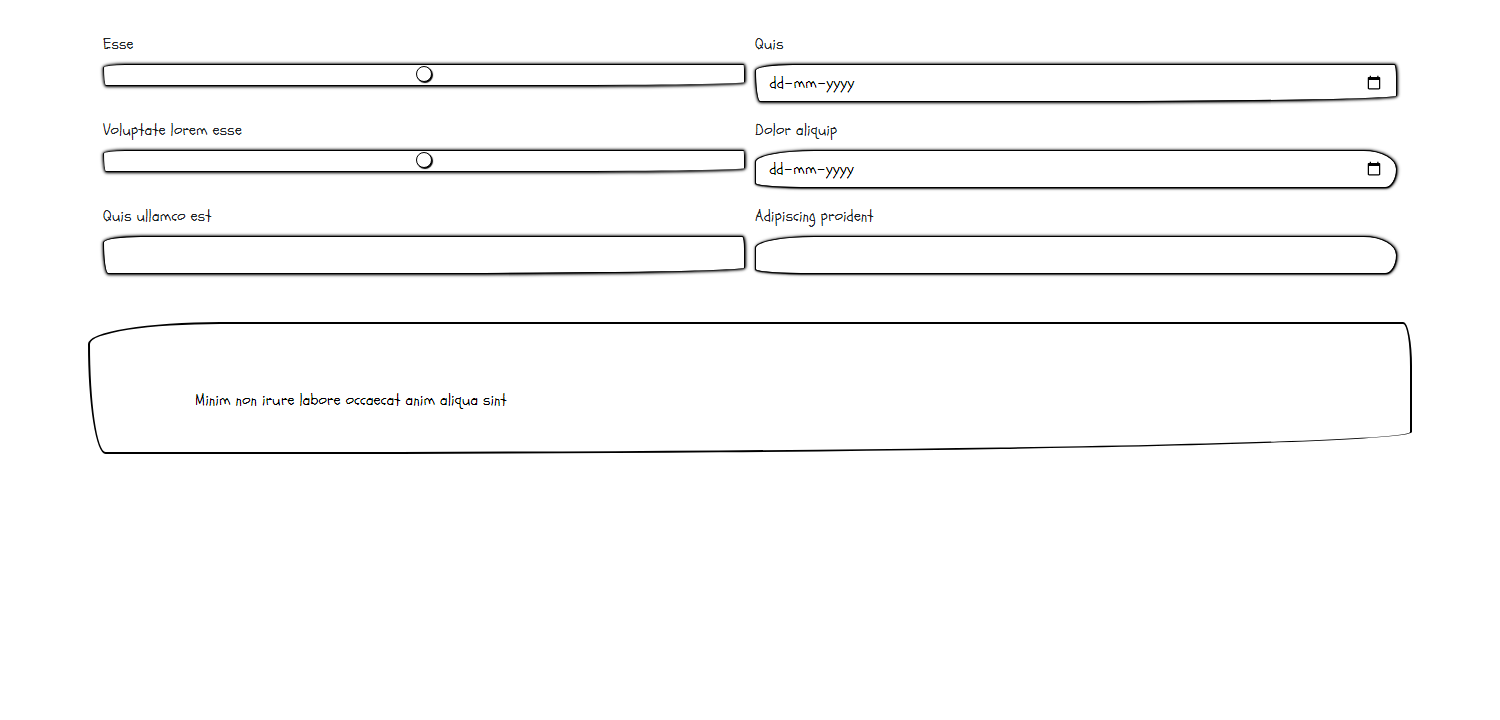 Esse
Quis
dd-mm-yyyy
Voluptate lorem esse
Dolor aliquip
dd-mm-yyyy
Quis ullamco est
Adipiscing proident
Minim non irure labore occaecat anim aliqua sint